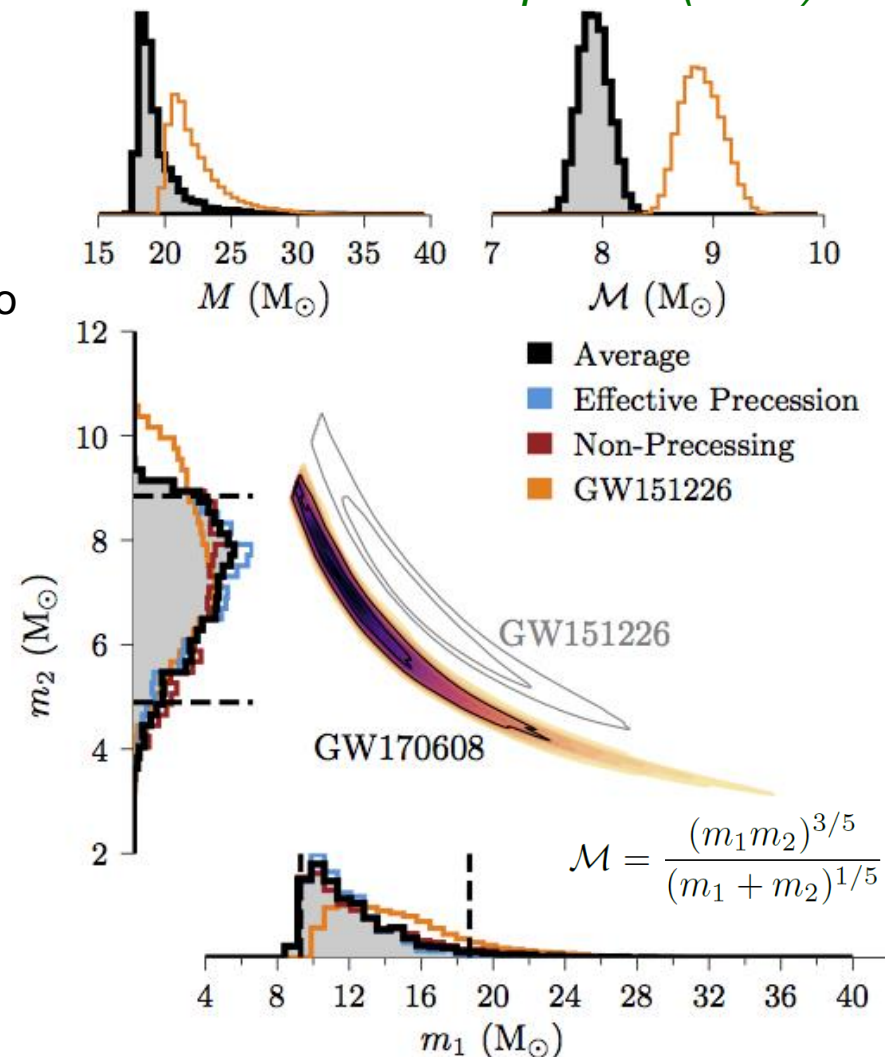 15 20 25 30 35 40
M (M⊙)
7 8 9 10
ℳ (M⊙)
o
12
10
8
6
4
2
m₂ (M⊙)
Average
Effective Precession
Non-Precessing
GW151226
GW151226
GW170608
ℳ = (m₁m₂)^{3/5} / (m₁ + m₂)^{1/5}
4 8 12 16 20 24 28 32 36 40
m₁ (M⊙)